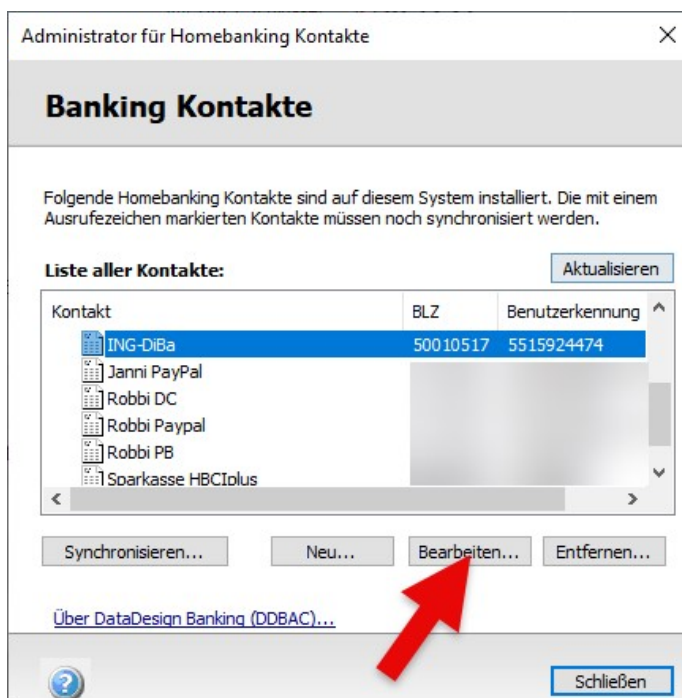 Administrator für Homebanking Kontakte
Banking Kontakte
Folgende Homebanking Kontakte sind auf diesem System installiert. Die mit einem
Ausrufezeichen markierten Kontakte müssen noch synchronisiert werden.
Liste aller Kontakte:
Aktualisieren
Kontakt BLZ Benutzerkennung
ING-DiBa 50010517 5515924474
Janni PayPal
Robbi DC
Robbi Paypal
Robbi PB
Sparkasse HBCIplus
Synchronisieren... Neu... Bearbeiten... Entfernen...
Über DataDesign Banking (DDBAC)...
Schließen